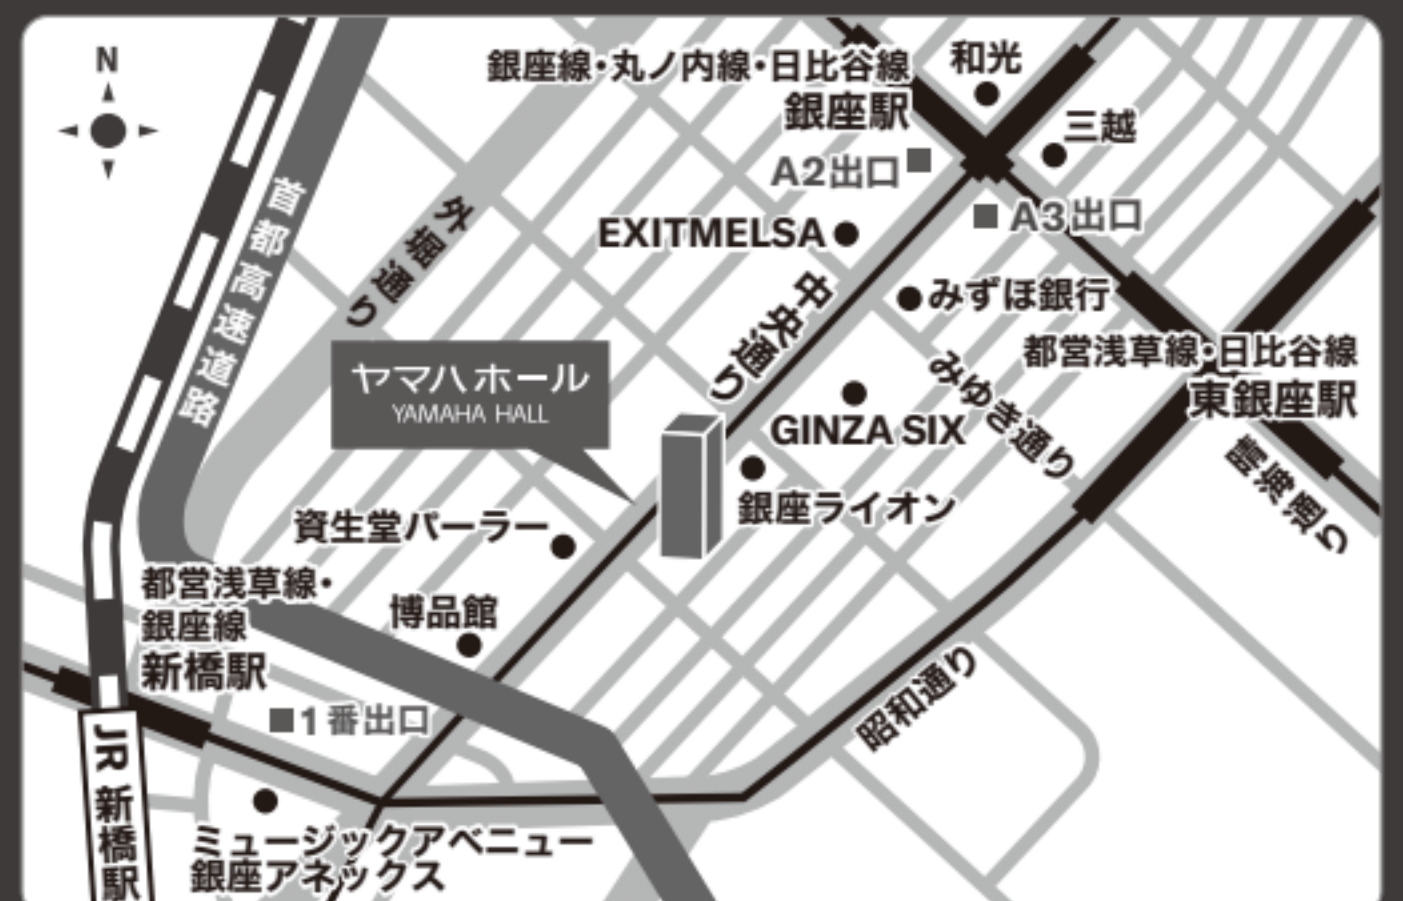 N
銀座線・丸ノ内線・日比谷線
銀座駅
和光
三越
A2出口
A3出口
EXITMELSA
首都高速道路
外堀通り
中央通り
みずほ銀行
都営浅草線・日比谷線
東銀座駅
みゆき通り
晴海通り
ヤマハホール
YAMAHA HALL
GINZA SIX
銀座ライオン
資生堂パーラー
博品館
都営浅草線・
銀座線
新橋駅
1番出口
昭和通り
JR新橋駅
ミュージックアベニュー
銀座アネックス